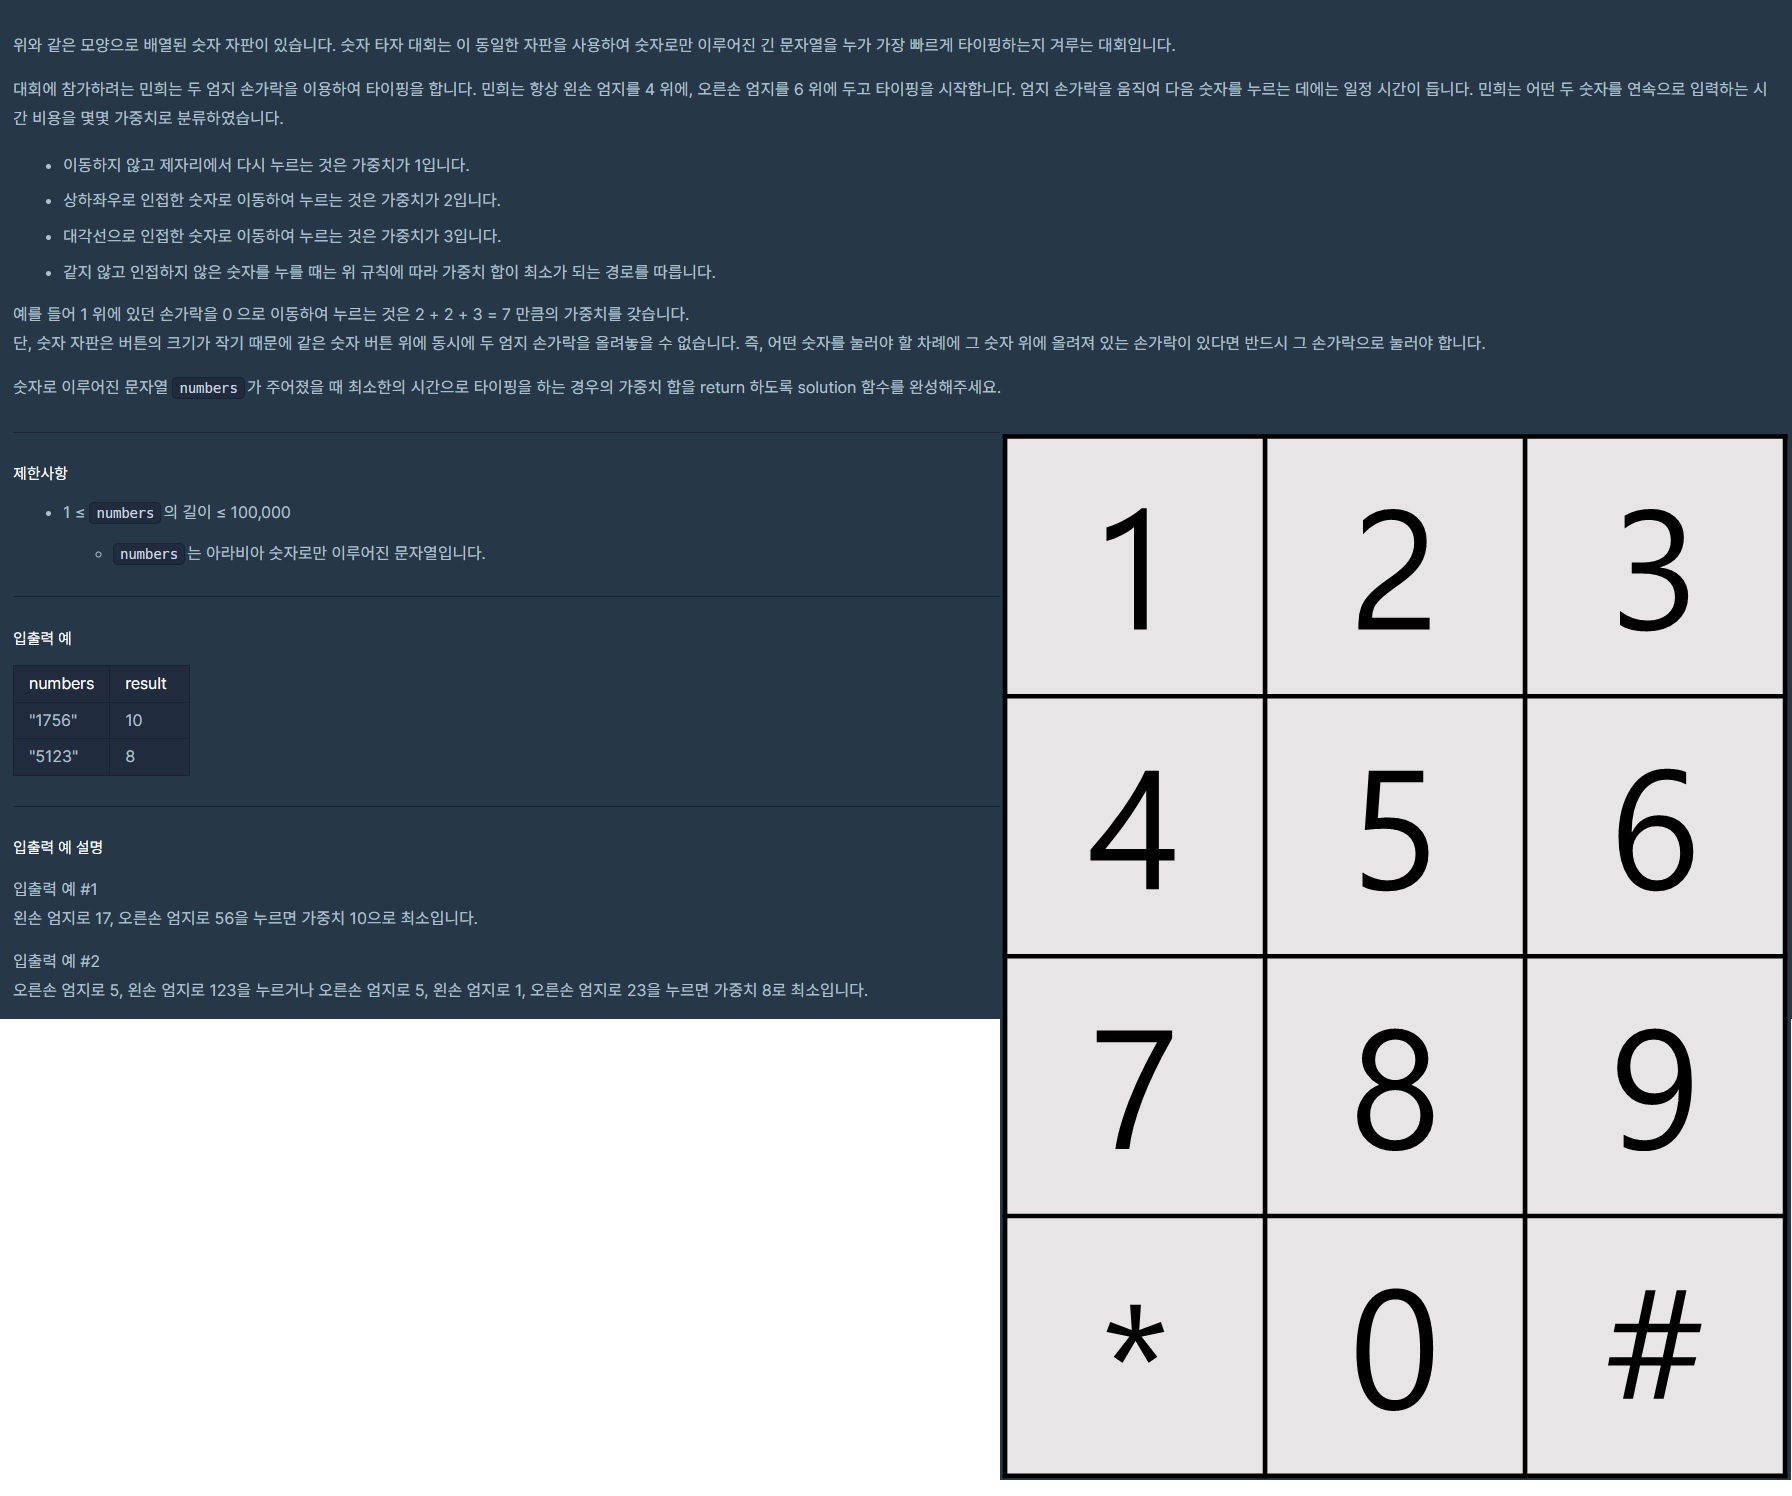 위와 같은 모양으로 배열된 숫자 자판이 있습니다. 숫자 타자 대회는 이 동일한 자판을 사용하여 숫자로만 이루어진 긴 문자열을 누가 가장 빠르게 타이핑하는지 겨루는 대회입니다.
대회에 참가하려는 민희는 두 엄지 손가락을 이용하여 타이핑을 합니다. 민희는 항상 왼손 엄지를 4 위에, 오른손 엄지를 6 위에 두고 타이핑을 시작합니다. 엄지 손가락을 움직여 다음 숫자를 누르는 데에는 일정 시간이 듭니다. 민희는 어떤 두 숫자를 연속으로 입력하는 시
간 비용을 몇몇 가중치로 분류하였습니다.
• 이동하지 않고 제자리에서 다시 누르는 것은 가중치가 1입니다.
• 상하좌우로 인접한 숫자로 이동하여 누르는 것은 가중치가 2입니다.
• 대각선으로 인접한 숫자로 이동하여 누르는 것은 가중치가 3입니다.
• 같지 않고 인접하지 않은 숫자를 누를 때는 위 규칙에 따라 가중치 합이 최소가 되는 경로를 따릅니다.
예를 들어 1 위에 있던 손가락을 0 으로 이동하여 누르는 것은 2 + 2 + 3 = 7 만큼의 가중치를 갖습니다.
단, 숫자 자판은 버튼의 크기가 작기 때문에 같은 숫자 버튼 위에 동시에 두 엄지 손가락을 올려놓을 수 없습니다. 즉, 어떤 숫자를 눌러야 할 차례에 그 숫자 위에 올려져 있는 손가락이 있다면 반드시 그 손가락으로 눌러야 합니다.
숫자로 이루어진 문자열 numbers 가 주어졌을 때 최소한의 시간으로 타이핑을 하는 경우의 가중치 합을 return 하도록 solution 함수를 완성해주세요.
제한사항
• 1 ≤ numbers 의 길이 ≤ 100,000
◦ numbers 는 아라비아 숫자로만 이루어진 문자열입니다.
입출력 예
numbers result
"1756" 10
"5123" 8
입출력 예 설명
입출력 예 #1
왼손 엄지로 17, 오른손 엄지로 56을 누르면 가중치 10으로 최소입니다.
입출력 예 #2
오른손 엄지로 5, 왼손 엄지로 123을 누르거나 오른손 엄지로 5, 왼손 엄지로 1, 오른손 엄지로 23을 누르면 가중치 8로 최소입니다.
1 2 3
4 5 6
7 8 9
* 0 #